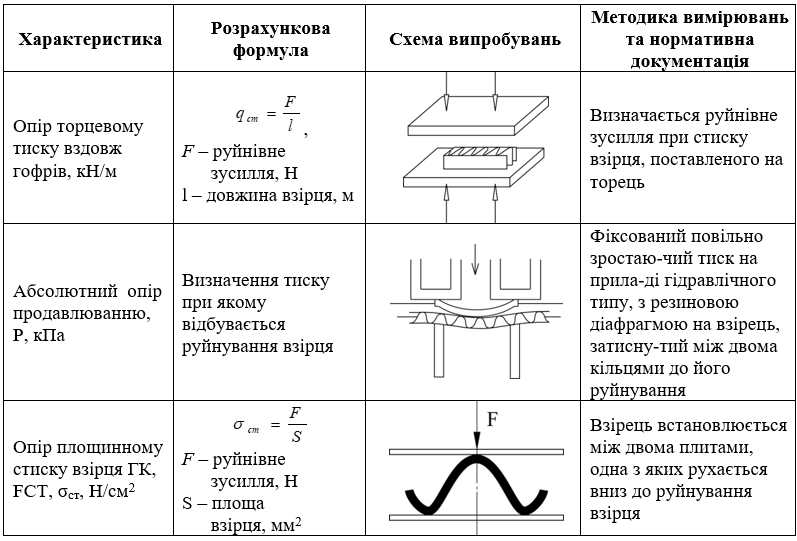 Характеристика
Розрахункова
формула
Схема випробувань
Методика вимірювань
та нормативна
документація
Опір торцевому
тиску вздовж
гофрів, кН/м
q ст = F / l ,
F – руйнівне
зусилля, Н
l – довжина взірця, м
Визначається руйнівне
зусилля при стиску
взірця, поставленого на
торець
Абсолютний опір
продавлюванню,
Р, кПа
Визначення тиску
при якому
відбувається
руйнування взірця
Фіксований повільно
зростаю-чий тиск на
прила-ді гідравлічного
типу, з резиновою
діафрагмою на взірець,
затисну-тий між двома
кільцями до його
руйнування
Опір площинному
стиску взірця ГК,
FCT, σст, Н/см²
σ ст = F / S
F – руйнівне
зусилля, Н
S – площа
взірця, мм²
F
Взірець встановлюється
між двома плитами,
одна з яких рухається
вниз до руйнування
взірця